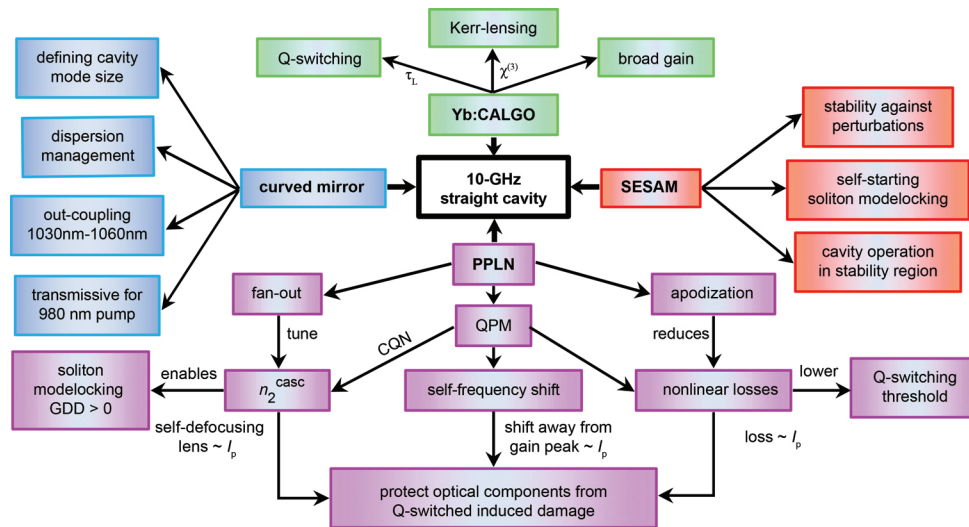 Kerr-lensing
Q-switching
broad gain
τL
χ(3)
Yb:CALGO
defining cavity
mode size
dispersion
management
out-coupling
1030nm-1060nm
transmissive for
980 nm pump
curved mirror
10-GHz
straight cavity
SESAM
stability against
perturbations
self-starting
soliton modelocking
cavity operation
in stability region
PPLN
fan-out
apodization
tune
QPM
reduces
CQN
soliton
modelocking
GDD > 0
enables
n2casc
self-frequency shift
nonlinear losses
lower
Q-switching
threshold
self-defocusing
lens ~ Ip
shift away from
gain peak ~ Ip
loss ~ Ip
protect optical components from
Q-switched induced damage